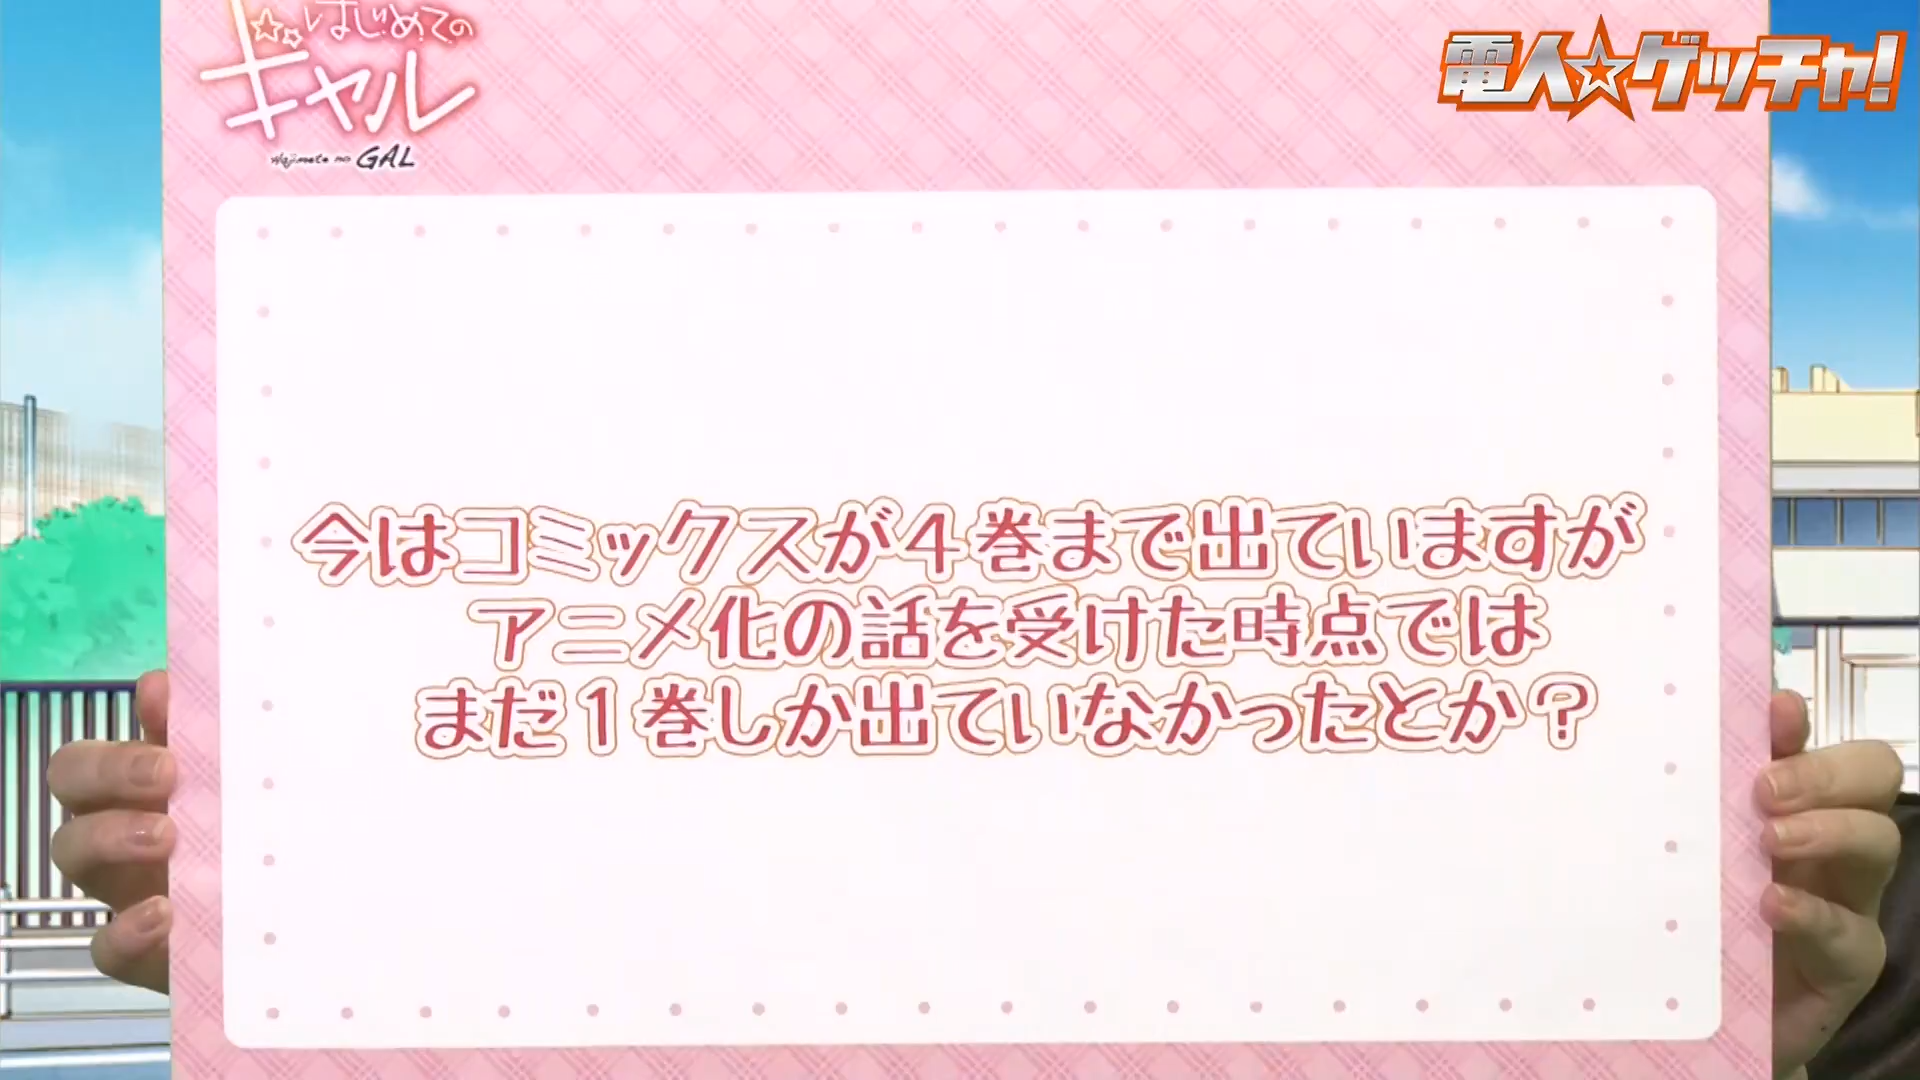 はじめての
ギャル
Hajimete no GAL
電人☆ゲッチャ!
今はコミックスが４巻まで出ていますが
アニメ化の話を受けた時点では
まだ１巻しか出ていなかったとか？